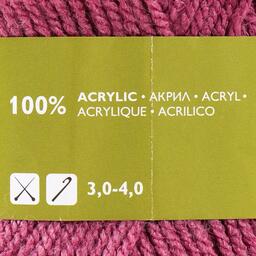 100% ACRYLIC • АКРИЛ • ACRYL •
ACRYLIQUE • ACRILICO
3,0-4,0